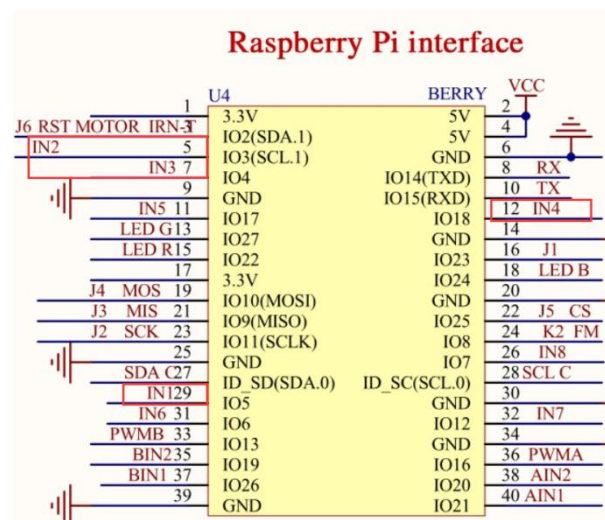 Raspberry Pi interface
U4 BERRY VCC
1 3.3V 5V 2
J6 RST MOTOR IRN-T 3 IO2(SDA.1) 5V 4
IN2 5 IO3(SCL.1) GND 6
IN3 7 IO4 IO14(TXD) 8 RX
9 GND IO15(RXD) 10 TX
IN5 11 IO17 IO18 12 IN4
LED G 13 IO27 GND 14
LED R 15 IO22 IO23 16 J1
17 3.3V IO24 18 LED B
J4 MOS 19 IO10(MOSI) GND 20
J3 MIS 21 IO9(MISO) IO25 22 J5 CS
J2 SCK 23 IO11(SCLK) IO8 24 K2 FM
25 GND IO7 26 IN8
SDA C 27 ID_SD(SDA.0) ID_SC(SCL.0) 28 SCL C
IN1 29 IO5 GND 30
IN6 31 IO6 IO12 32 IN7
PWMB 33 IO13 GND 34
BIN2 35 IO19 IO16 36 PWMA
BIN1 37 IO26 IO20 38 AIN2
39 GND IO21 40 AIN1